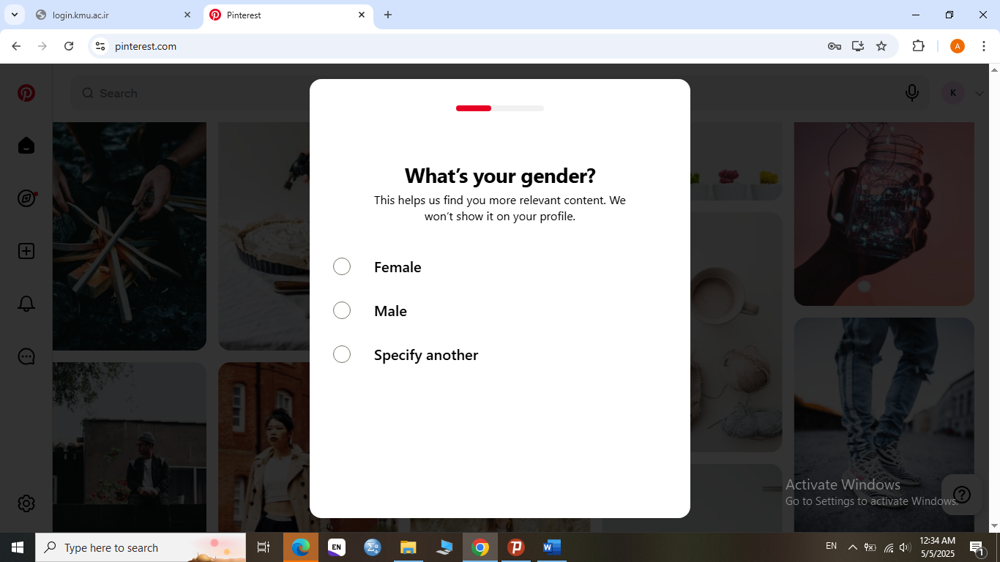 login.kmu.ac.ir
Pinterest
pinterest.com
A
Search
K
What's your gender?
This helps us find you more relevant content. We
won't show it on your profile.
Female
Male
Specify another
Activate Windows
Go to Settings to activate Windows.
Type here to search
EN
EN
12:34 AM
5/5/2025
1